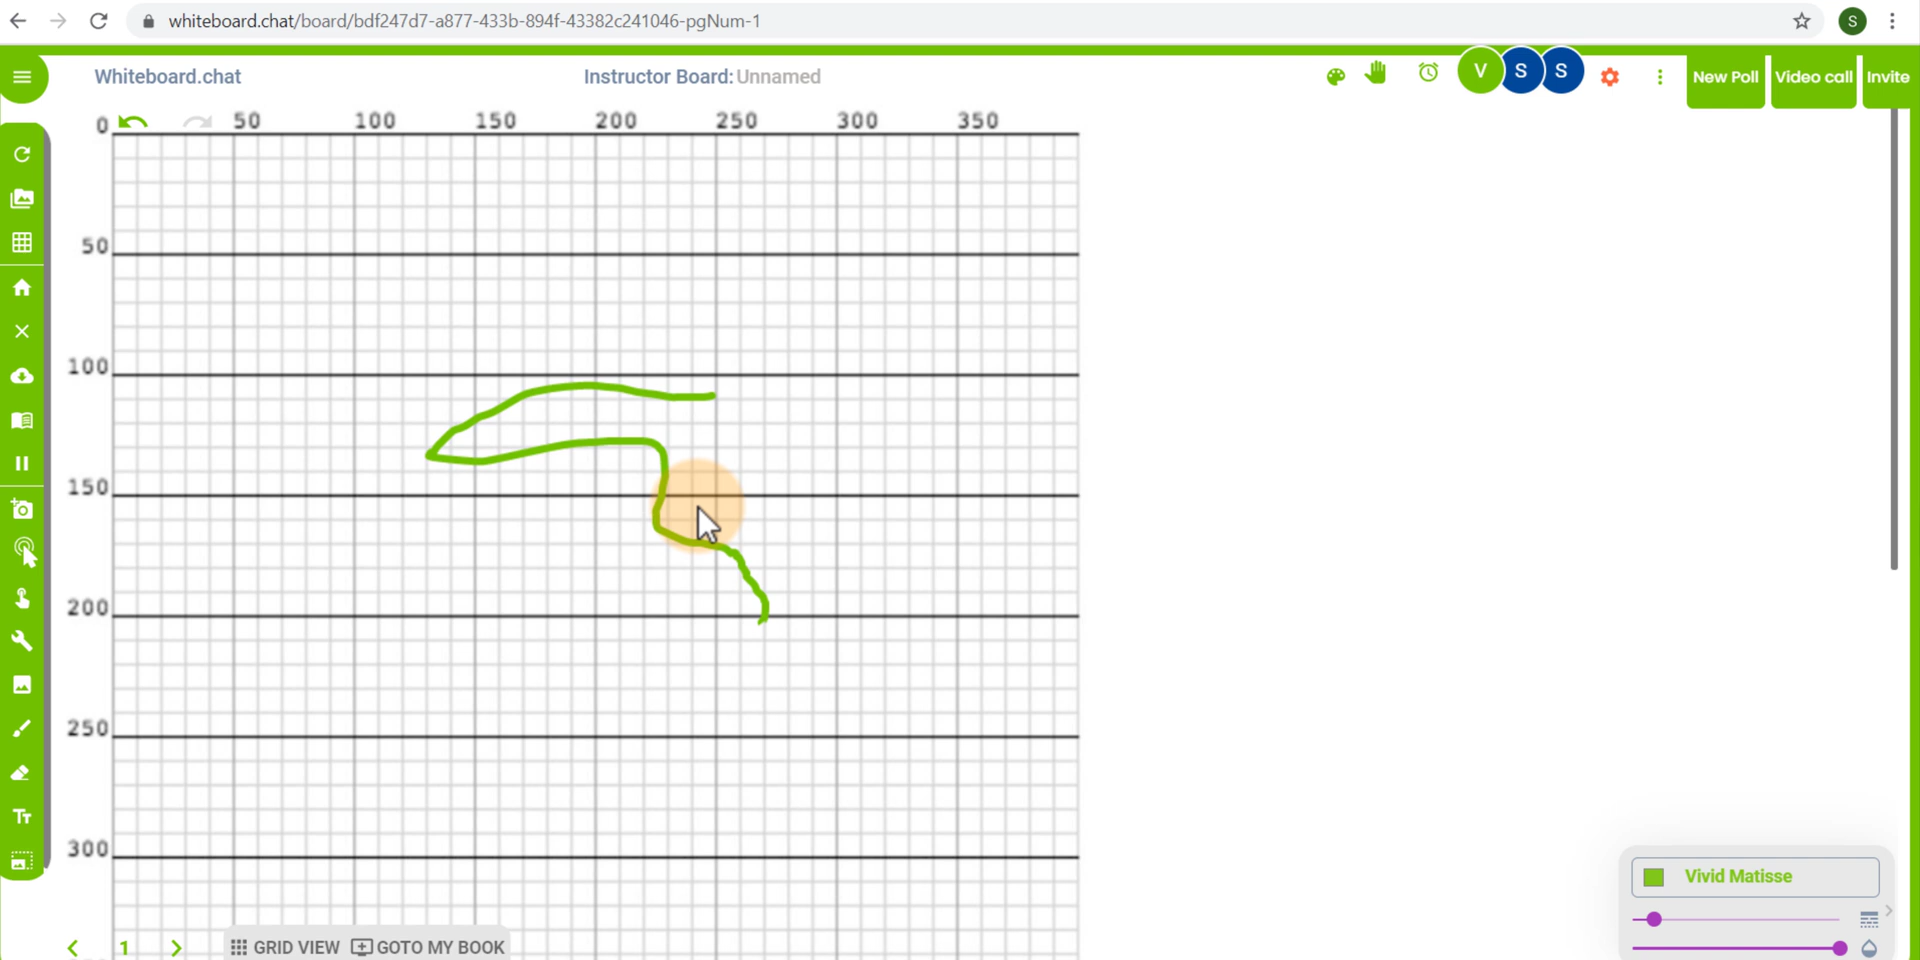 whiteboard.chat/board/bdf247d7-a877-433b-894f-43382c241046-pgNum-1
S
Whiteboard.chat
Instructor Board: Unnamed
V S S
New Poll
Video call
Invite
0 50 100 150 200 250 300 350
50
100
150
200
250
300
Tт
Vivid Matisse
1
GRID VIEW
GOTO MY BOOK